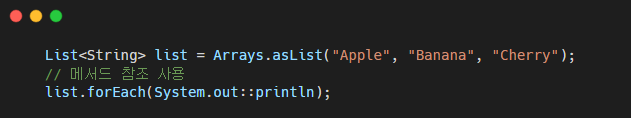 List<String> list = Arrays.asList("Apple", "Banana", "Cherry");
// 메서드 참조 사용
list.forEach(System.out::println);